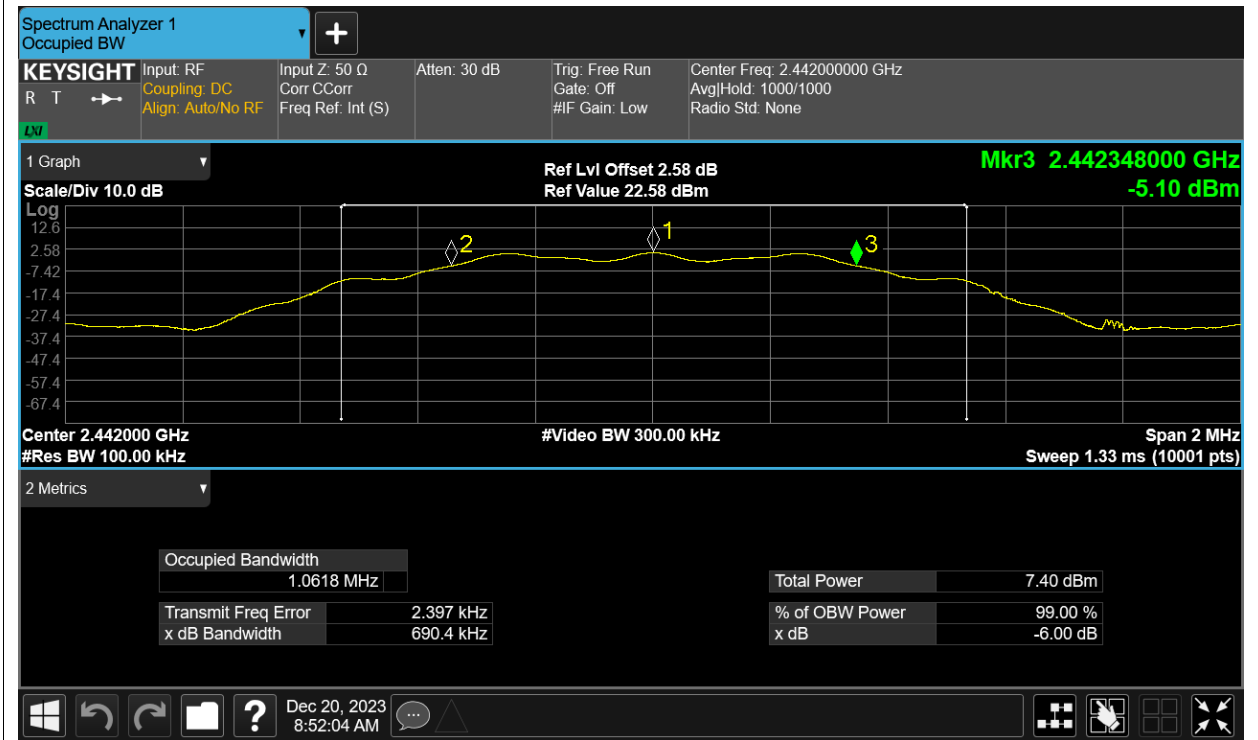 Spectrum Analyzer 1
Occupied BW
KEYSIGHT
R T
LXI
Input: RF
Coupling: DC
Align: Auto/No RF
Input Z: 50 Ω
Corr CCorr
Freq Ref: Int (S)
Atten: 30 dB
Trig: Free Run
Gate: Off
#IF Gain: Low
Center Freq: 2.442000000 GHz
Avg|Hold: 1000/1000
Radio Std: None
1 Graph
Scale/Div 10.0 dB
Ref Lvl Offset 2.58 dB
Ref Value 22.58 dBm
Mkr3 2.442348000 GHz
-5.10 dBm
Log
12.6
2.58
-7.42
-17.4
-27.4
-37.4
-47.4
-57.4
-67.4
2
1
3
Center 2.442000 GHz
#Video BW 300.00 kHz
Span 2 MHz
#Res BW 100.00 kHz
Sweep 1.33 ms (10001 pts)
2 Metrics
Occupied Bandwidth
1.0618 MHz
Total Power 7.40 dBm
Transmit Freq Error 2.397 kHz
% of OBW Power 99.00 %
x dB Bandwidth 690.4 kHz
x dB -6.00 dB
?
Dec 20, 2023
8:52:04 AM